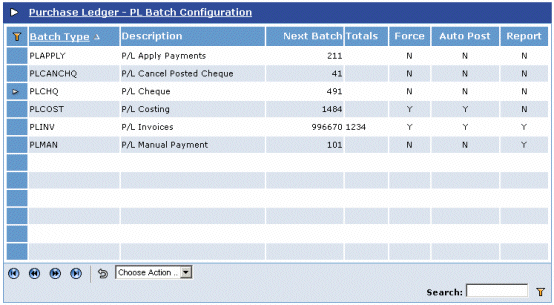 Purchase Ledger - PL Batch Configuration
Batch Type Description Next Batch Totals Force Auto Post Report
PLAPPLY P/L Apply Payments 211 N N N
PLCANCHQ P/L Cancel Posted Cheque 41 N N N
PLCHQ P/L Cheque 491 N N N
PLCOST P/L Costing 1484 Y Y N
PLINV P/L Invoices 996670 1234 Y Y Y
PLMAN P/L Manual Payment 101 N N Y
Choose Action ..
Search: